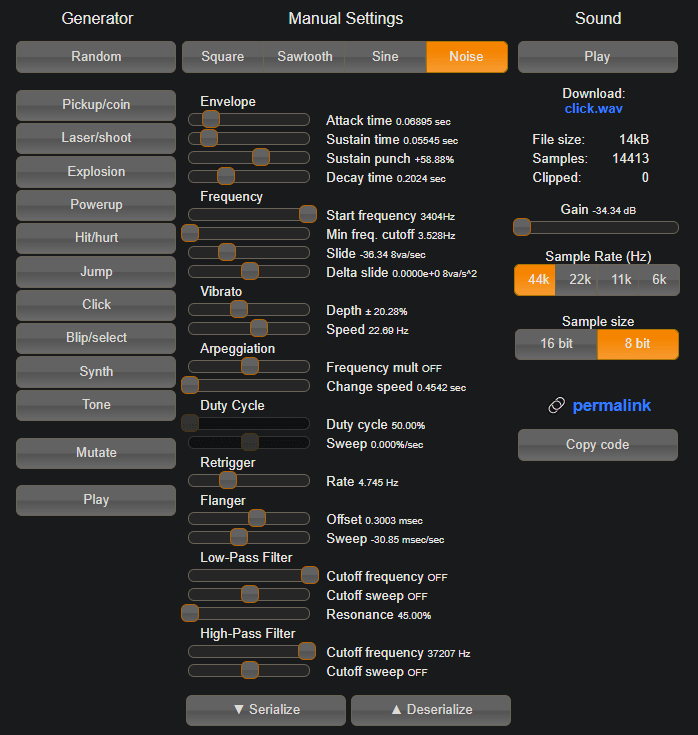 Generator
Random
Pickup/coin
Laser/shoot
Explosion
Powerup
Hit/hurt
Jump
Click
Blip/select
Synth
Tone
Mutate
Play
Manual Settings
Square Sawtooth Sine Noise
Envelope
Attack time 0.06895 sec
Sustain time 0.05545 sec
Sustain punch +58.88%
Decay time 0.2024 sec
Frequency
Start frequency 3404Hz
Min freq. cutoff 3.528Hz
Slide -36.34 8va/sec
Delta slide 0.0000e+0 8va/s^2
Vibrato
Depth ± 20.28%
Speed 22.69 Hz
Arpeggiation
Frequency mult OFF
Change speed 0.4542 sec
Duty Cycle
Duty cycle 50.00%
Sweep 0.000%/sec
Retrigger
Rate 4.745 Hz
Flanger
Offset 0.3003 msec
Sweep -30.85 msec/sec
Low-Pass Filter
Cutoff frequency OFF
Cutoff sweep OFF
Resonance 45.00%
High-Pass Filter
Cutoff frequency 37207 Hz
Cutoff sweep OFF
▼ Serialize ▲ Deserialize
Sound
Play
Download:
click.wav
File size: 14kB
Samples: 14413
Clipped: 0
Gain -34.34 dB
Sample Rate (Hz)
44k 22k 11k 6k
Sample size
16 bit 8 bit
permalink
Copy code